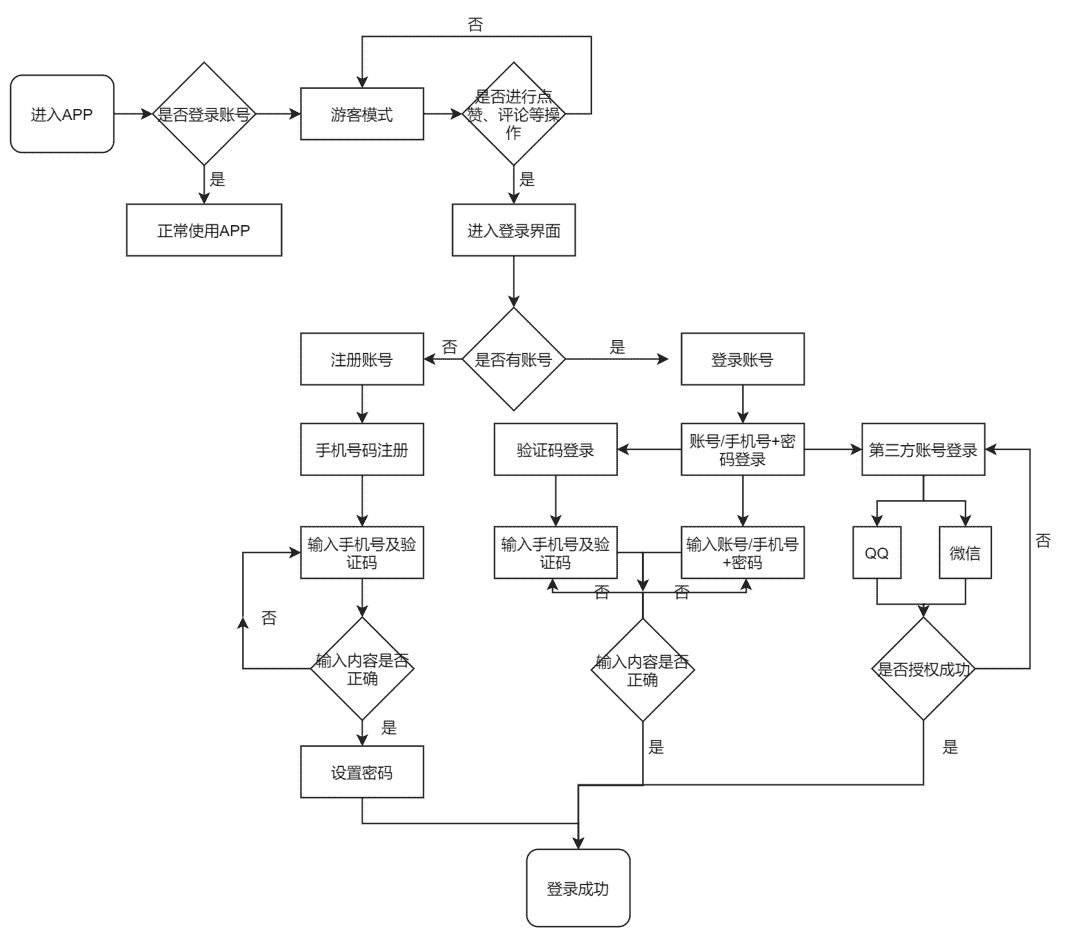 否
进入APP
是否登录账号
游客模式
是否进行点
赞、评论等操
作
是
是
正常使用APP
进入登录界面
注册账号
否
是否有账号
是
登录账号
手机号码注册
验证码登录
账号/手机号+密
码登录
第三方账号登录
输入手机号及验
证码
输入手机号及验
证码
输入账号/手机号
+密码
QQ
微信
否
否
否
否
输入内容是否
正确
输入内容是否
正确
是否授权成功
是
是
是
设置密码
登录成功